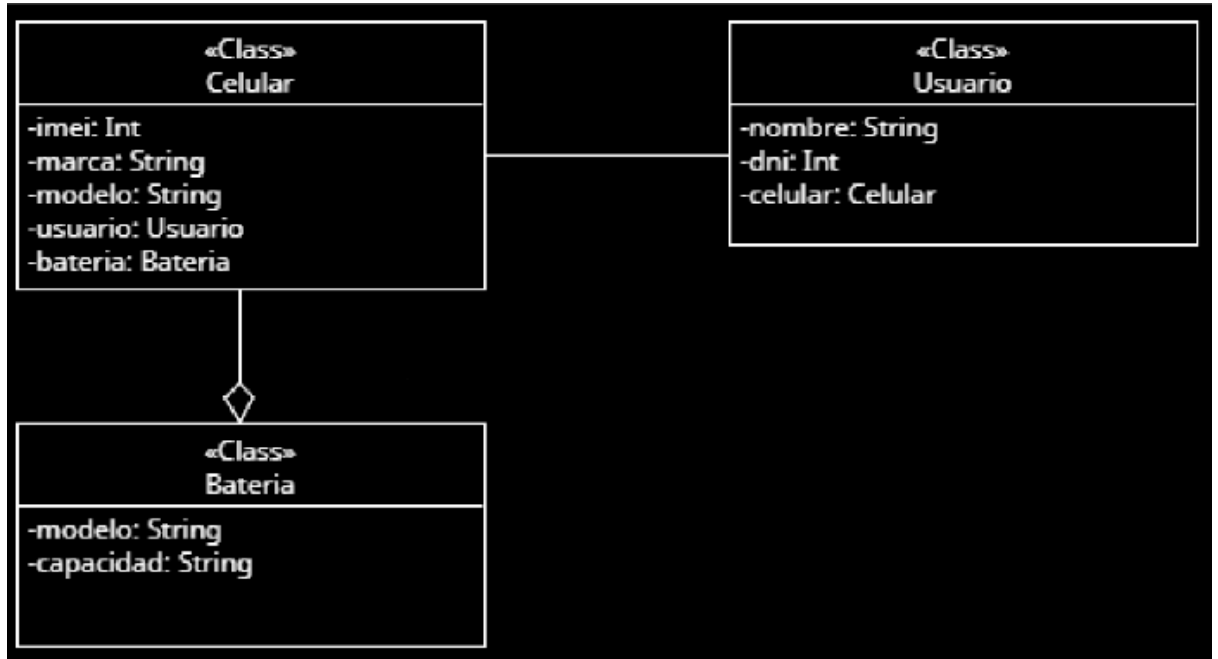 «Class»
Celular
-imei: Int
-marca: String
-modelo: String
-usuario: Usuario
-bateria: Bateria
«Class»
Usuario
-nombre: String
-dni: Int
-celular: Celular
«Class»
Bateria
-modelo: String
-capacidad: String